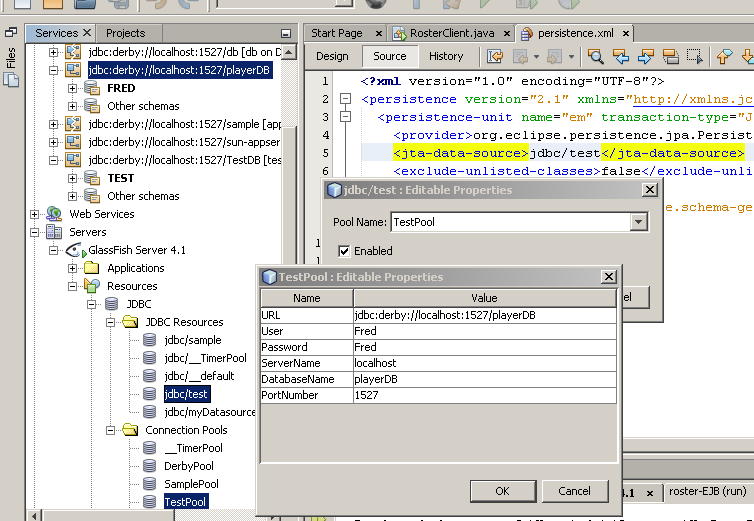 Services
Projects
Files
jdbc:derby://localhost:1527/db [db on D
jdbc:derby://localhost:1527/playerDB
FRED
Other schemas
jdbc:derby://localhost:1527/sample [app
jdbc:derby://localhost:1527/sun-appser
jdbc:derby://localhost:1527/TestDB [tes
TEST
Other schemas
Web Services
Servers
GlassFish Server 4.1
Applications
Resources
JDBC
JDBC Resources
jdbc/sample
jdbc/__TimerPool
jdbc/__default
jdbc/test
jdbc/myDatasource
Connection Pools
__TimerPool
DerbyPool
SamplePool
TestPool
Start Page
RosterClient.java
persistence.xml
Design
Source
History
1 <?xml version="1.0" encoding="UTF-8"?>
2 <persistence version="2.1" xmlns="http://xmlns.jc
3 <persistence-unit name="em" transaction-type="J
4 <provider>org.eclipse.persistence.jpa.Persist
5 <jta-data-source>jdbc/test</jta-data-source>
6 <exclude-unlisted-classes>false</exclude-unli
e.schema-ge
jdbc/test : Editable Properties
Pool Name: TestPool
Enabled
el
TestPool : Editable Properties
Name Value
URL jdbc:derby://localhost:1527/playerDB
User Fred
Password Fred
ServerName localhost
DatabaseName playerDB
PortNumber 1527
OK Cancel
4.1
roster-EJB (run)